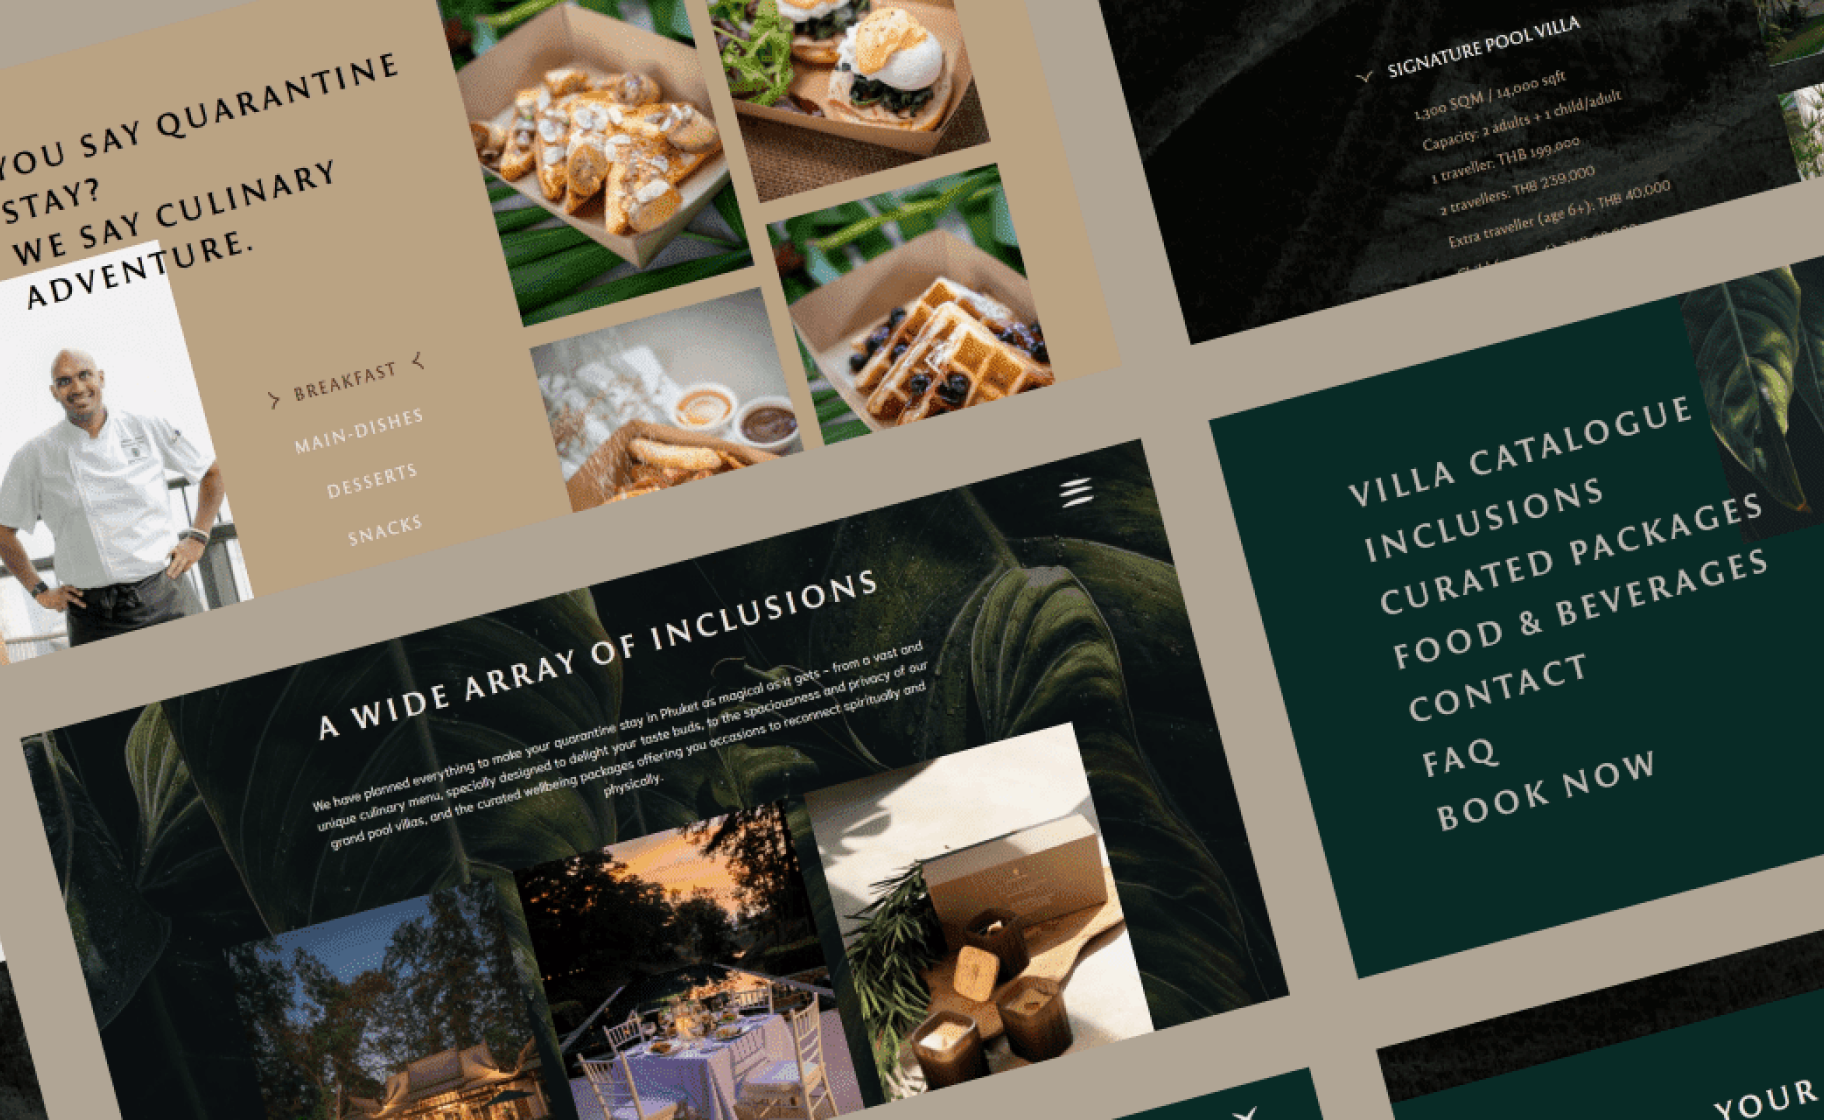 YOU SAY QUARANTINE
STAY?
WE SAY CULINARY
ADVENTURE.
BREAKFAST
MAIN-DISHES
DESSERTS
SNACKS
SIGNATURE POOL VILLA
1,300 SQM / 14,000 sqft
Capacity: 2 adults + 1 child/adult
1 traveller: THB 199,000
2 travellers: THB 239,000
Extra traveller (age 6+): THB 40,000
A WIDE ARRAY OF INCLUSIONS
We have planned everything to make your quarantine stay in Phuket as magical as it gets – from a vast and
unique culinary menu, specially designed to delight your taste buds, to the spaciousness and privacy of our
grand pool villas, and the curated wellbeing packages offering you occasions to reconnect spiritually and
physically.
VILLA CATALOGUE
INCLUSIONS
CURATED PACKAGES
FOOD & BEVERAGES
CONTACT
FAQ
BOOK NOW
YOUR